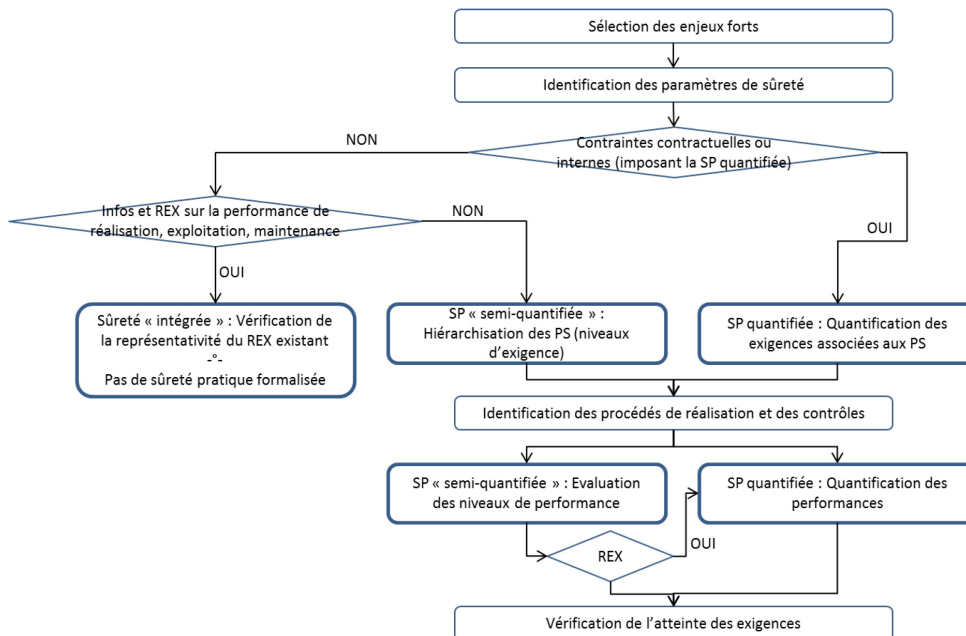 Sélection des enjeux forts
Identification des paramètres de sûreté
NON
Contraintes contractuelles ou
internes (imposant la SP quantifiée)
Infos et REX sur la performance de
réalisation, exploitation, maintenance
NON
OUI
OUI
Sûreté « intégrée » : Vérification de
la représentativité du REX existant
-°-
Pas de sûreté pratique formalisée
SP « semi-quantifiée » :
Hiérarchisation des PS (niveaux
d’exigence)
SP quantifiée : Quantification des
exigences associées aux PS
Identification des procédés de réalisation et des contrôles
SP « semi-quantifiée » : Evaluation
des niveaux de performance
SP quantifiée : Quantification des
performances
REX
OUI
Vérification de l’atteinte des exigences